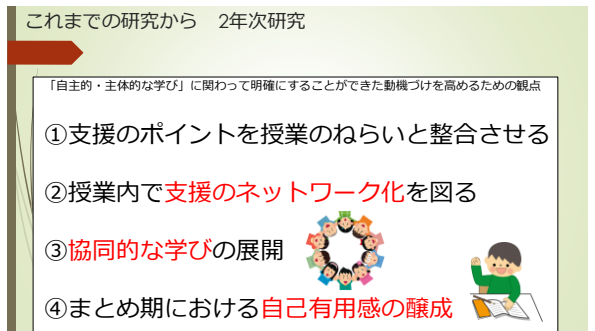 これまでの研究から　2年次研究
「自主的・主体的な学び」に関わって明確にすることができた動機づけを高めるための観点
①支援のポイントを授業のねらいと整合させる
②授業内で支援のネットワーク化を図る
③協同的な学びの展開
④まとめ期における自己有用感の醸成